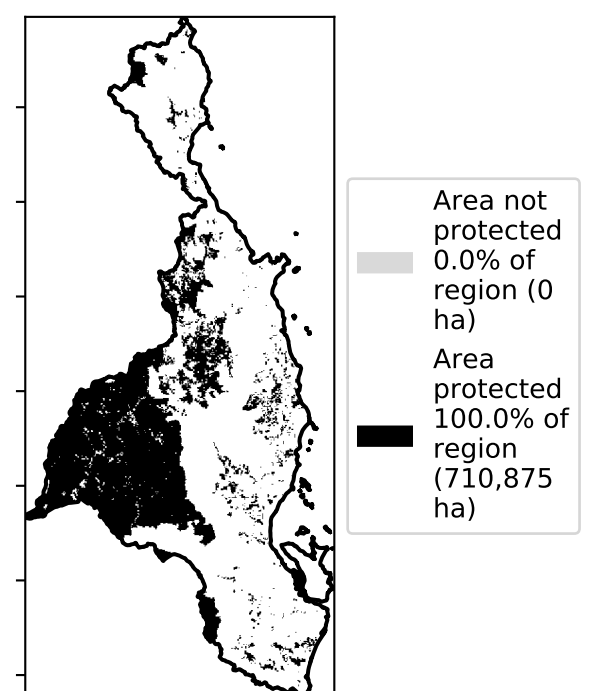 Area not
protected
0.0% of
region (0
ha)
Area
protected
100.0% of
region
(710,875
ha)